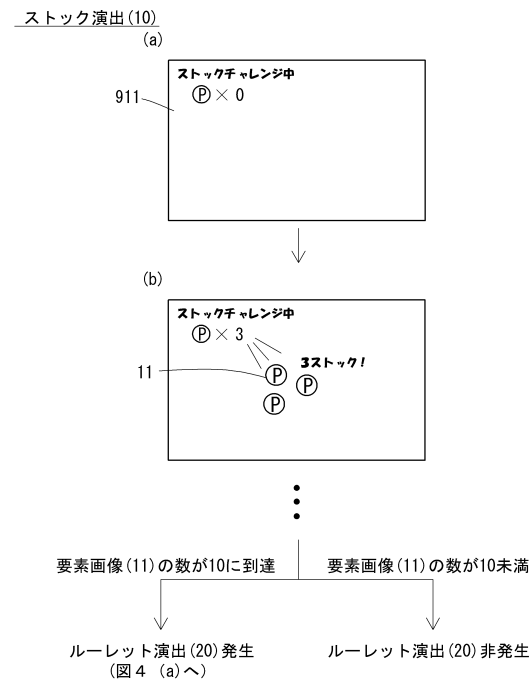 ストック演出(10)
(a)
ストックチャレンジ中
Ⓟ× 0
911
(b)
ストックチャレンジ中
Ⓟ× 3
3ストック!
11
Ⓟ
Ⓟ
Ⓟ
要素画像(11)の数が10に到達
要素画像(11)の数が10未満
ルーレット演出(20)発生
(図4 (a)へ)
ルーレット演出(20)非発生